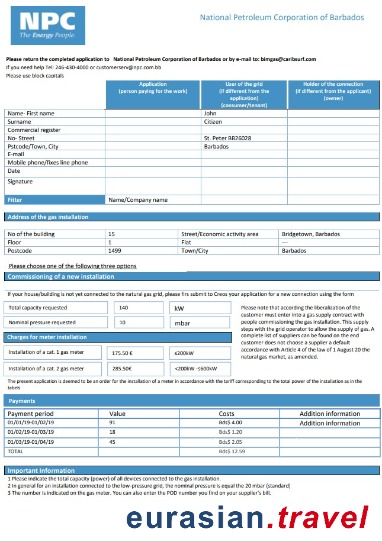 NPC
The Energy People
National Petroleum Corporation of Barbados
Please return the completed application to National Petroleum Corporation of Barbados or by e-mail to: bimgas@caribsurf.com
If you need help Tel: 246-430-4000 or customerserv@npc.com.bb
Please use block capitals
Application (person paying for the work)
User of the grid (if different from the application) (consumer/tenant)
Holder of the connection (if different from the applicant) (owner)
Name- First name John
Surname Citizen
Commercial register
No- Street St. Peter BB26028
Pstcode/Town, City Barbados
E-mail
Mobile phone/fixes line phone
Date
Signature
Fitter Name/Company name
Address of the gas installation
No of the building 15 Street/Economic activity area Bridgetown, Barbados
Floor 1 Flat ---
Postcode 1499 Town/City Barbados
Please choose one of the following three options
Commissioning of a new installation
If your house/building is not yet connected to the natural gas grid, please fits submit to Creos your application for a new connection using the form
Total capacity requested 140 kW
Nominal pressure requested 10 mbar
Please note that according the liberalization of the customer must enter into a gas supply contract with people commissioning the gas installation. This supply steps with the grid operator to allow the supply of gas. A complete list of suppliers can be found on the end customer does not choose a supplier a default accordance with Article 4 of the law of 1 August 20 the natural gas market, as amended.
Charges for meter installation
Installation of a cat. 1 gas meter 175.50 € ≤200kW
Installation of a cat. 2 gas meter 285.50€ <200kW -≤600kW
The present application is deemed to be an order for the installation of a meter in accordance with the tariff corresponding to the total power of the installation as in the
labels
Payments
Payment period Value Costs Addition information
01/01/19-01/02/19 91 Bds$ 4.00 Addition information
01/02/19-01/03/19 18 Bds$ 1.20
01/03/19-01/04/19 45 Bds$ 2.05
TOTAL Bds$ 12.59
Important information
1 Please indicate the total capacity (power) of all devices connected to the gas installation.
2 In general for an installation connected to the low-pressure grid, the nominal pressure is equal the 20 mbar (standard)
3 The number is indicated on the gas meter. You can also enter the POD number you find on your supplier's bill.
eurasian.travel